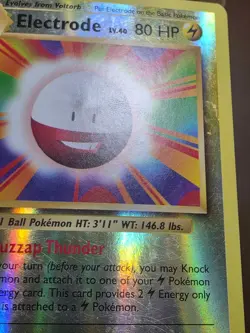 Evolves from Voltorb
Put Electrode on the Basic Pokémon
Electrode LV.40 80 HP
l Ball Pokémon HT: 3'11" WT: 146.8 lbs.
uzzap Thunder
your turn (before your attack), you may Knock
mon and attach it to one of your Pokémon
ergy card. This card provides 2 Energy only
is attached to a Pokémon.